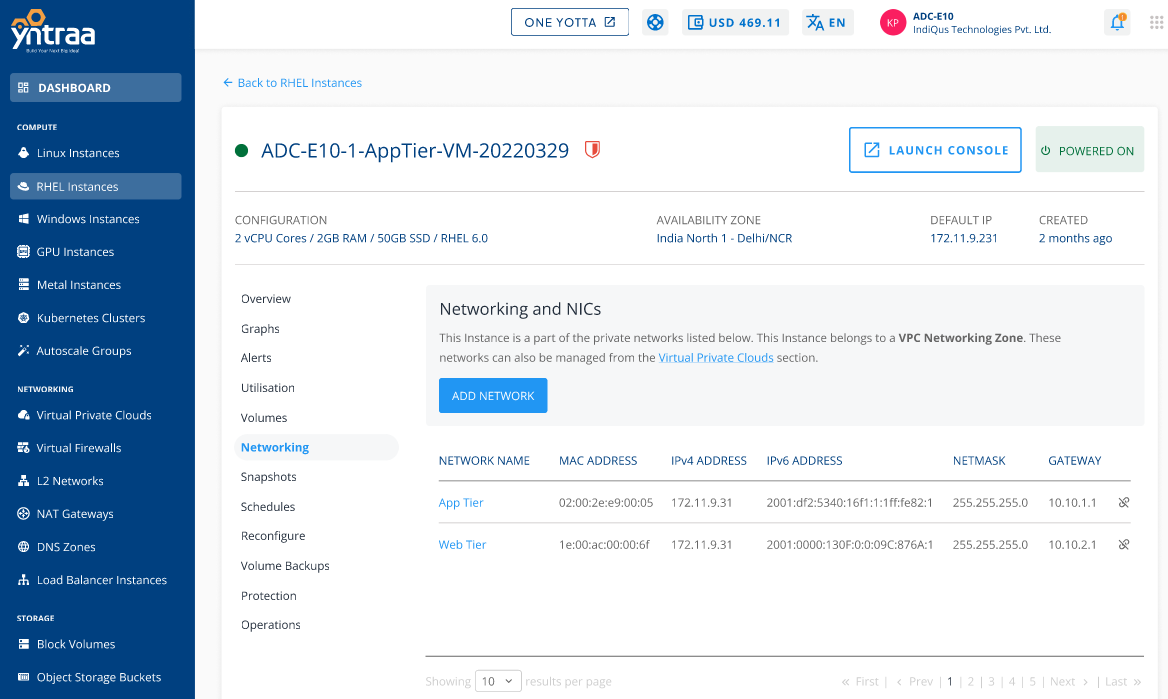 yntraa
Build Your Next Big Idea!
ONE YOTTA
USD 469.11
EN
KP
ADC-E10
IndiQus Technologies Pvt. Ltd.
DASHBOARD
COMPUTE
Linux Instances
RHEL Instances
Windows Instances
GPU Instances
Metal Instances
Kubernetes Clusters
Autoscale Groups
NETWORKING
Virtual Private Clouds
Virtual Firewalls
L2 Networks
NAT Gateways
DNS Zones
Load Balancer Instances
STORAGE
Block Volumes
Object Storage Buckets
← Back to RHEL Instances
ADC-E10-1-AppTier-VM-20220329
LAUNCH CONSOLE
POWERED ON
CONFIGURATION
2 vCPU Cores / 2GB RAM / 50GB SSD / RHEL 6.0
AVAILABILITY ZONE
India North 1 - Delhi/NCR
DEFAULT IP
172.11.9.231
CREATED
2 months ago
Overview
Graphs
Alerts
Utilisation
Volumes
Networking
Snapshots
Schedules
Reconfigure
Volume Backups
Protection
Operations
Networking and NICs
This Instance is a part of the private networks listed below. This Instance belongs to a VPC Networking Zone. These
networks can also be managed from the Virtual Private Clouds section.
ADD NETWORK
NETWORK NAME MAC ADDRESS IPv4 ADDRESS IPv6 ADDRESS NETMASK GATEWAY
App Tier 02:00:2e:e9:00:05 172.11.9.31 2001:df2:5340:16f1:1:1ff:fe82:1 255.255.255.0 10.10.1.1
Web Tier 1e:00:ac:00:00:6f 172.11.9.31 2001:0000:130F:0:0:09C:876A:1 255.255.255.0 10.10.2.1
Showing 10 results per page
« First | ‹ Prev | 1 | 2 | 3 | 4 | 5 | Next › | Last »